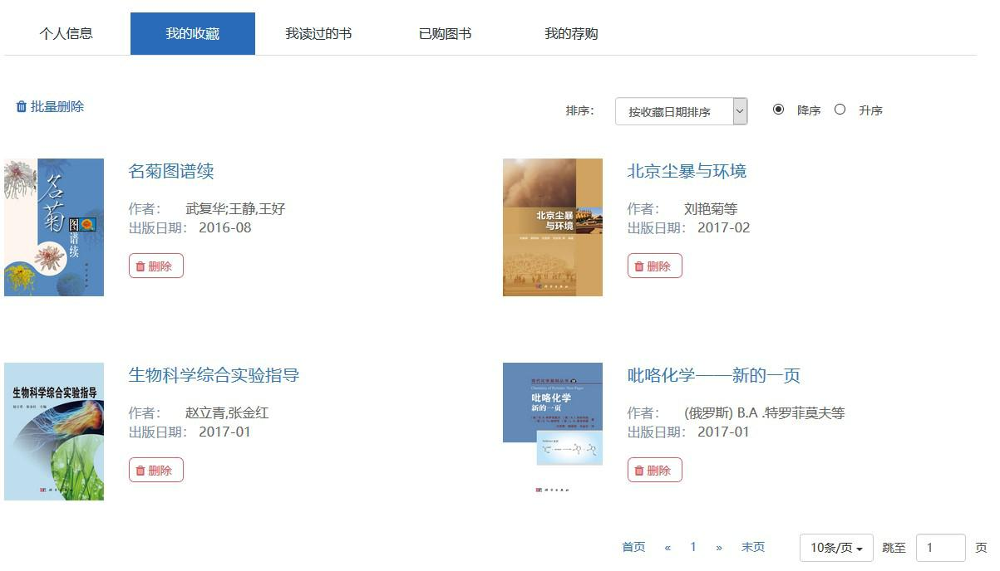 个人信息 我的收藏 我读过的书 已购图书 我的荐购
批量删除
排序： 按收藏日期排序 降序 升序
名菊图谱续
作者： 武复华;王静,王好
出版日期： 2016-08
删除
名菊
图
谱续
北京尘暴与环境
作者： 刘艳菊等
出版日期： 2017-02
删除
北京尘暴
与环境
生物科学综合实验指导
作者： 赵立青,张金红
出版日期： 2017-01
删除
生物科学综合实验指导
吡咯化学——新的一页
作者： (俄罗斯) B.A .特罗菲莫夫等
出版日期： 2017-01
删除
吡咯化学
新的一页
首页 « 1 » 末页 10条/页 跳至 1 页